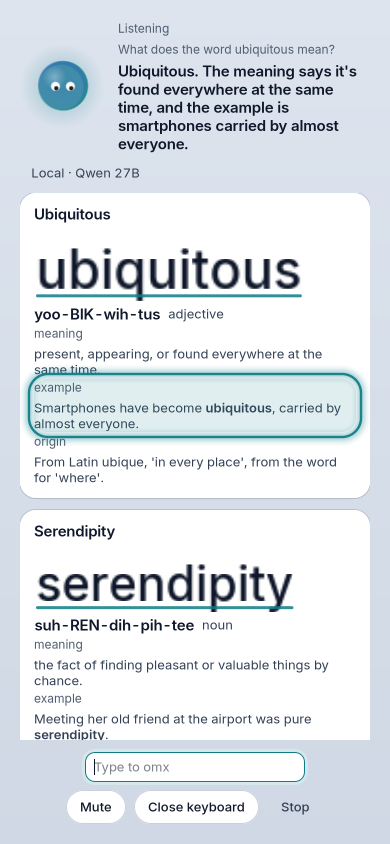 Listening
What does the word ubiquitous mean?
Ubiquitous. The meaning says it's
found everywhere at the same
time, and the example is
smartphones carried by almost
everyone.
Local · Qwen 27B
Ubiquitous
ubiquitous
yoo-BIK-wih-tus adjective
meaning
present, appearing, or found everywhere at the
same time.
example
Smartphones have become ubiquitous, carried by
almost everyone.
origin
From Latin ubique, 'in every place', from the word
for 'where'.
Serendipity
serendipity
suh-REN-dih-pih-tee noun
meaning
the fact of finding pleasant or valuable things by
chance.
example
Meeting her old friend at the airport was pure
serendipity.
Type to omx
Mute Close keyboard Stop